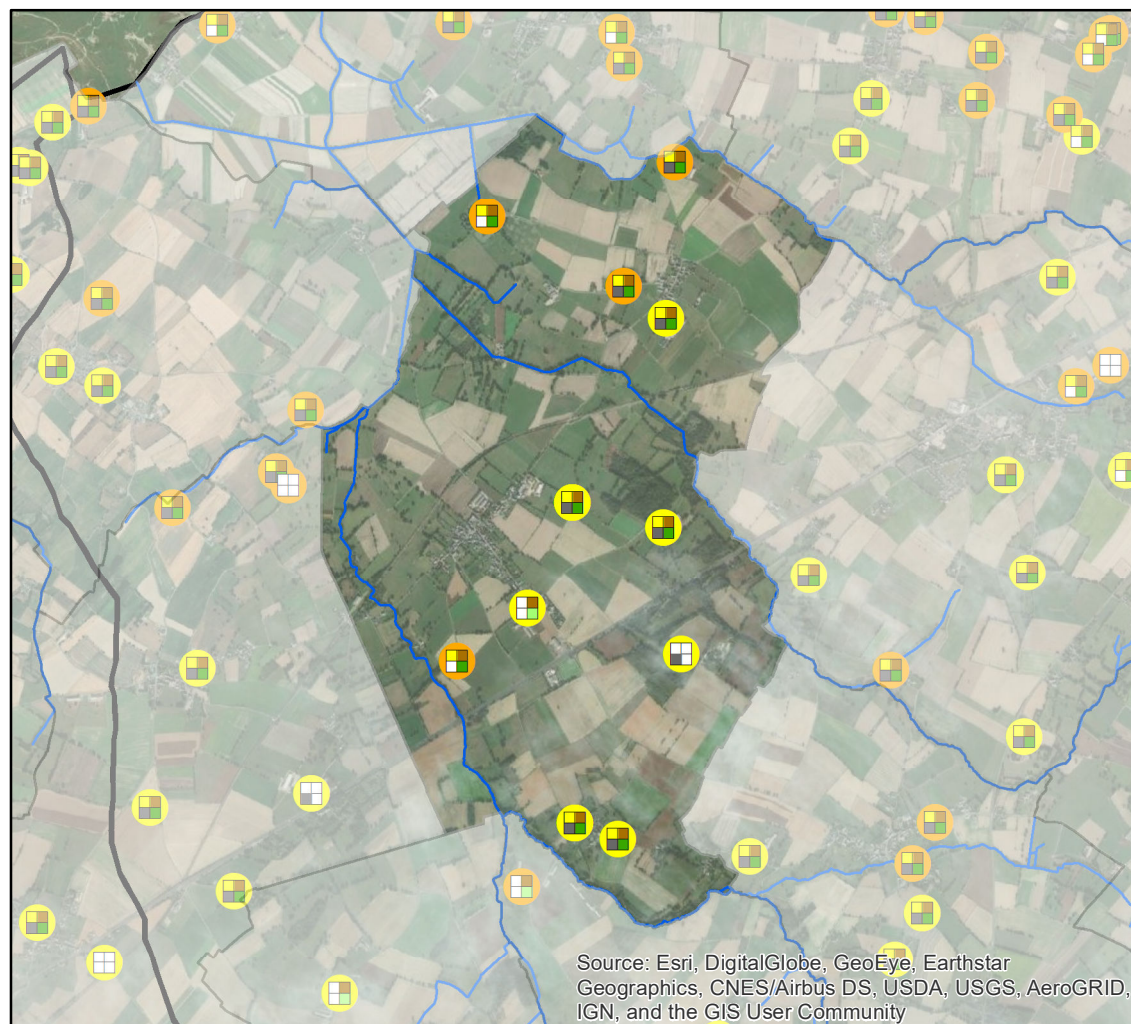 Source: Esri, DigitalGlobe, GeoEye, Earthstar
Geographics, CNES/Airbus DS, USDA, USGS, AeroGRID,
IGN, and the GIS User Community